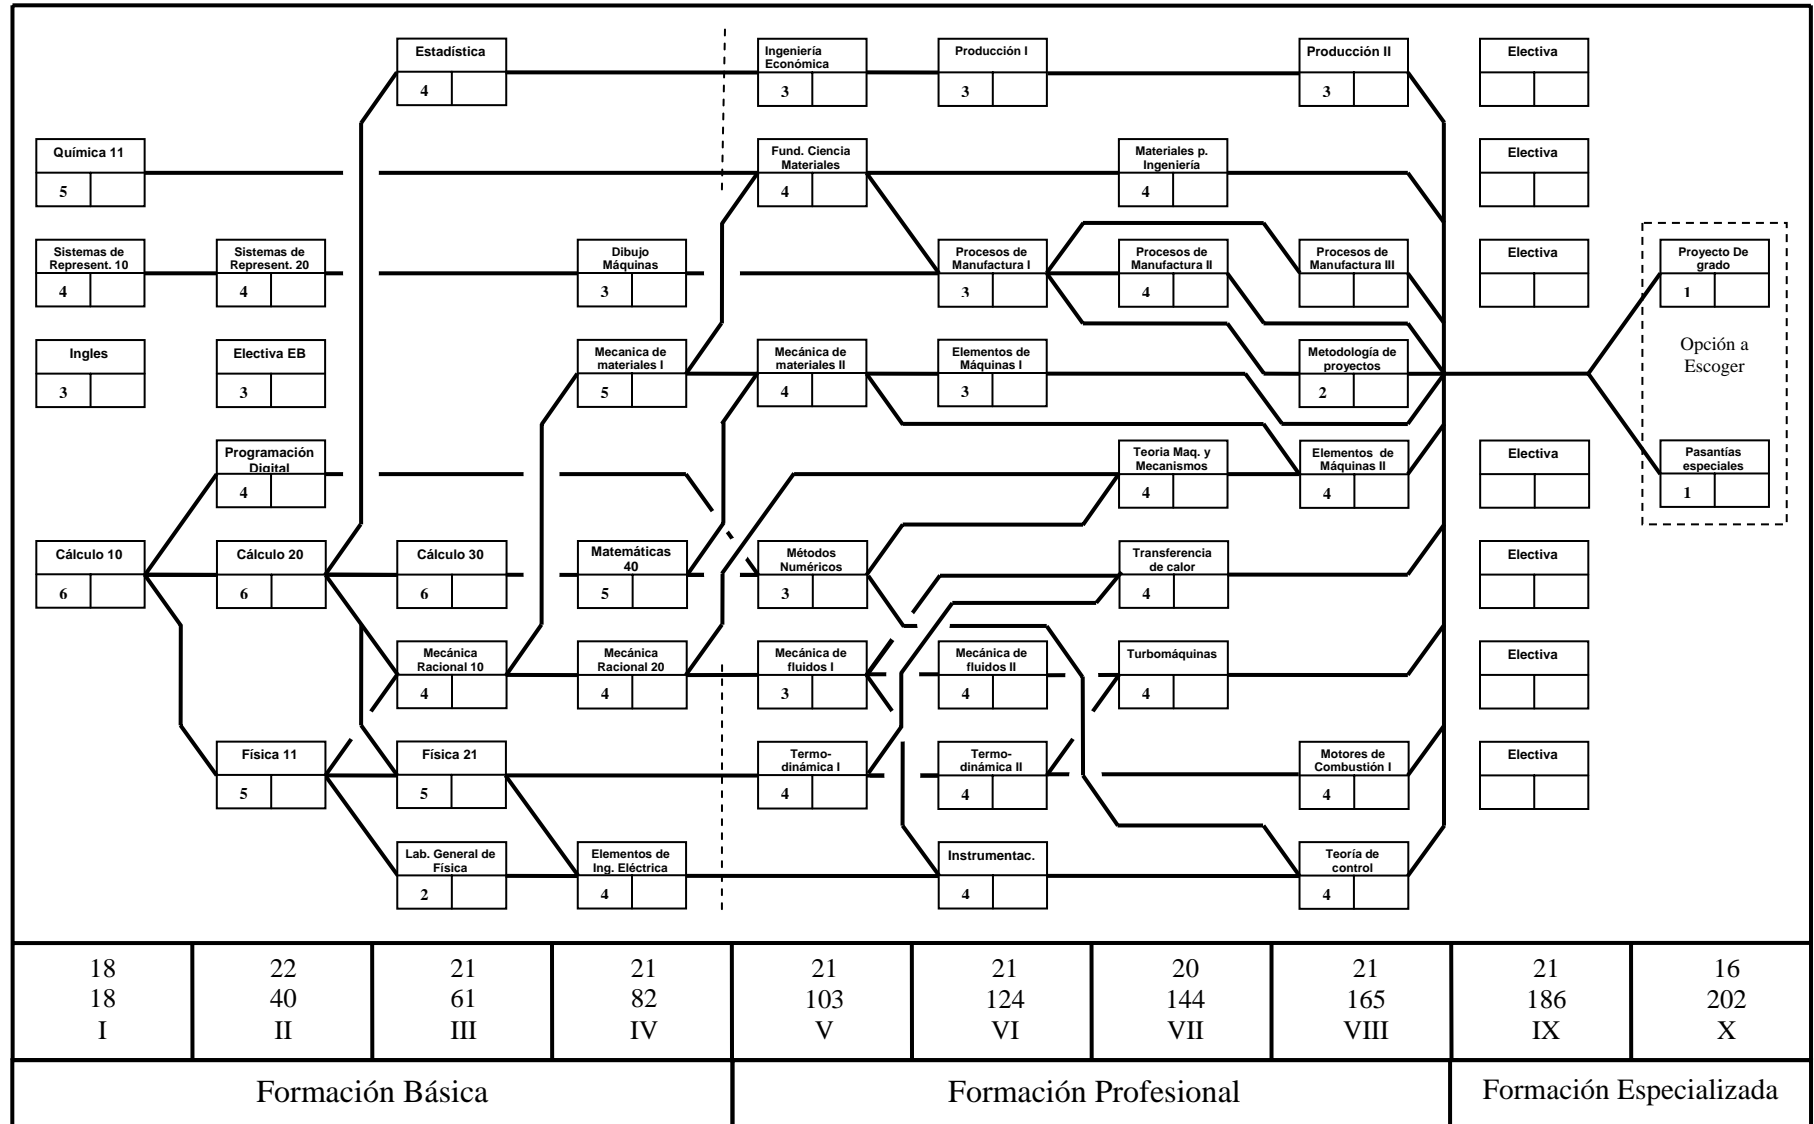 Estadística
4
Ingeniería
Económica
3
Producción I
3
Producción II
3
Electiva
Química 11
5
Fund. Ciencia
Materiales
4
Materiales p.
Ingeniería
4
Electiva
Sistemas de
Represent. 10
4
Sistemas de
Represent. 20
4
Dibujo
Máquinas
3
Procesos de
Manufactura I
3
Procesos de
Manufactura II
4
Procesos de
Manufactura III
Electiva
Proyecto De
grado
1
Ingles
3
Electiva EB
3
Mecanica de
materiales I
5
Mecánica de
materiales II
4
Elementos de
Máquinas I
3
Metodología de
proyectos
2
Opción a
Escoger
Programación
Digital
4
Teoria Maq. y
Mecanismos
4
Elementos de
Máquinas II
4
Electiva
Pasantías
especiales
1
Cálculo 10
6
Cálculo 20
6
Cálculo 30
6
Matemáticas
40
5
Métodos
Numéricos
3
Transferencia
de calor
4
Electiva
Mecánica
Racional 10
4
Mecánica
Racional 20
4
Mecánica de
fluidos I
3
Mecánica de
fluidos II
4
Turbomáquinas
4
Electiva
Física 11
5
Física 21
5
Termo-
dinámica I
4
Termo-
dinámica II
4
Motores de
Combustión I
4
Electiva
Lab. General de
Física
2
Elementos de
Ing. Eléctrica
4
Instrumentac.
4
Teoría de
control
4
18 22 21 21 21 21 20 21 21 16
18 40 61 82 103 124 144 165 186 202
I II III IV V VI VII VIII IX X
Formación Básica Formación Profesional Formación Especializada